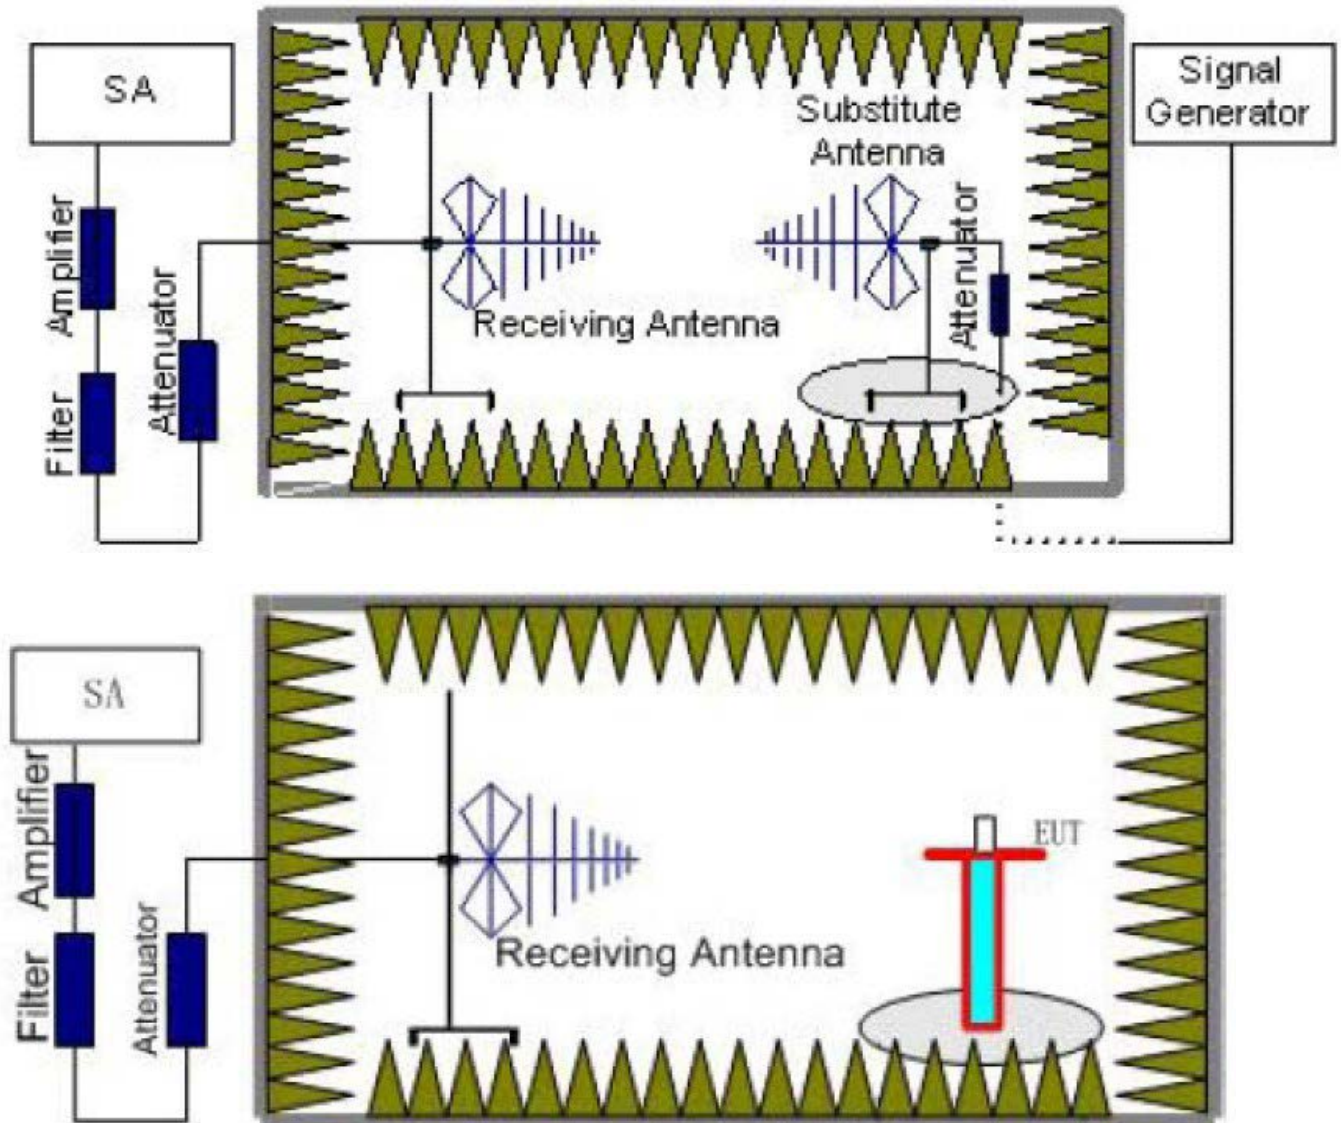 SA
Signal
Generator
Substitute
Antenna
Amplifier
Attenuator
Attenuator
Receiving Antenna
Filter
SA
Amplifier
EUT
Attenuator
Receiving Antenna
Filter